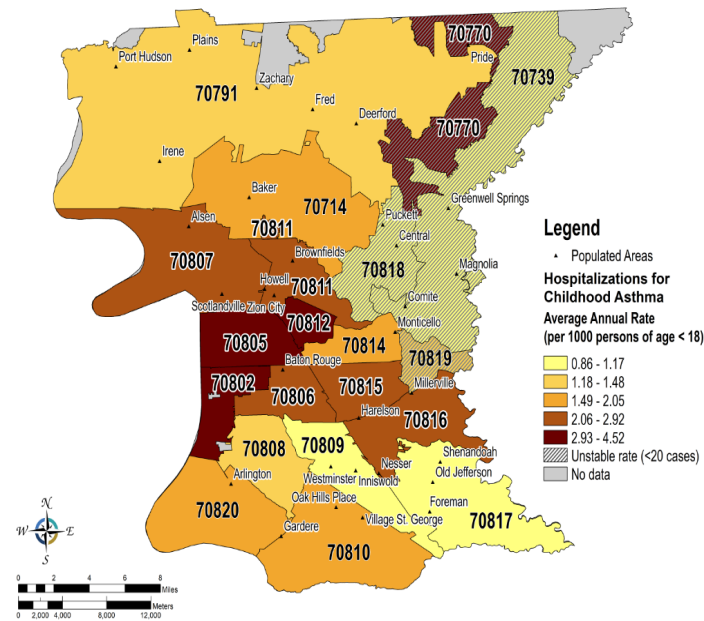 70770
Plains
Port Hudson
Pride
70739
Zachary
70791
Fred
Deerford
70770
Irene
Baker
Greenwell Springs
70714
Puckett
Alsen
70811
Central
Brownfields
70807
70818
Magnolia
Howell
70811
Scotlandville
Zion City
Comite
70812
Monticello
70805
70814
70819
Baton Rouge
70802
Millerville
70815
70806
Harelson
70816
70809
70808
Shenandoah
Nesser
Old Jefferson
Arlington
Westminster
Inniswold
Oak Hills Place
Foreman
70820
Village St. George
70817
Gardere
70810
Legend
Populated Areas
Hospitalizations for
Childhood Asthma
Average Annual Rate
(per 1000 persons of age < 18)
0.86 - 1.17
1.18 - 1.48
1.49 - 2.05
2.06 - 2.92
2.93 - 4.52
Unstable rate (<20 cases)
No data
N
W
E
S
0 2 4 6 8
Miles
Meters
0 2,000 4,000 8,000 12,000